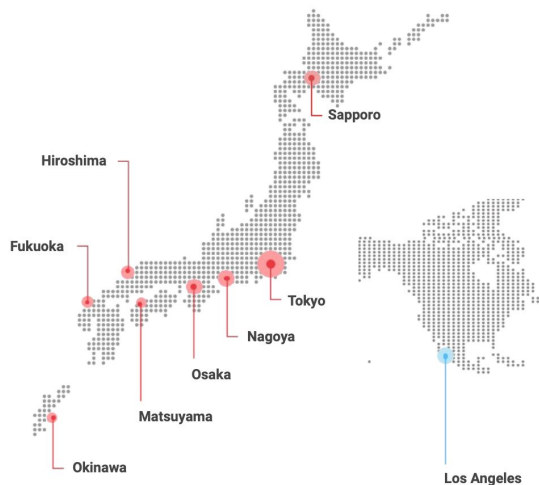 Sapporo
Hiroshima
Fukuoka
Tokyo
Nagoya
Osaka
Matsuyama
Okinawa
Los Angeles